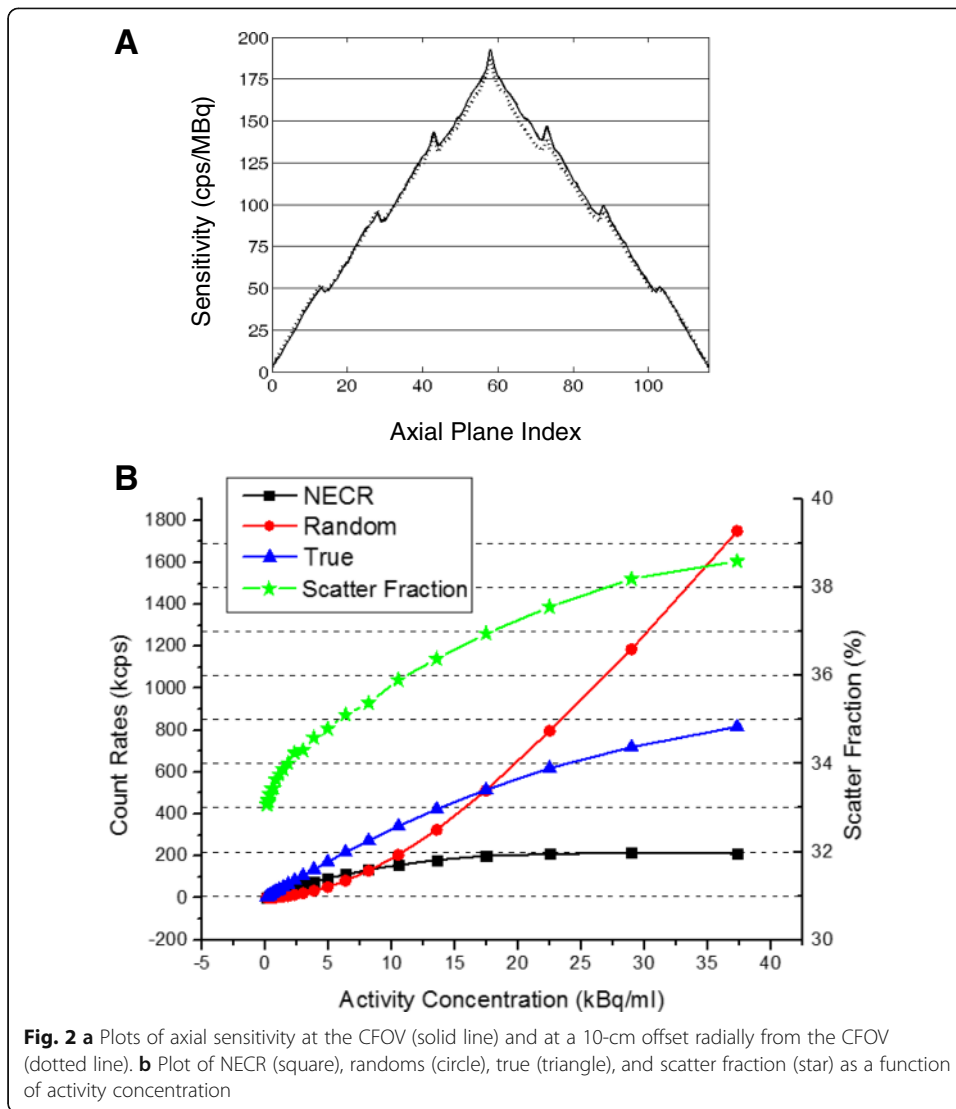 A
200
175
150
125
100
75
50
25
0
Sensitivity (cps/MBq)
0 20 40 60 80 100
Axial Plane Index
B
NECR
Random
True
Scatter Fraction
1800
1600
1400
1200
1000
800
600
400
200
0
-200
Count Rates (kcps)
40
38
36
34
32
30
Scatter Fraction (%)
-5 0 5 10 15 20 25 30 35 40
Activity Concentration (kBq/ml)
Fig. 2 a Plots of axial sensitivity at the CFOV (solid line) and at a 10-cm offset radially from the CFOV
(dotted line). b Plot of NECR (square), randoms (circle), true (triangle), and scatter fraction (star) as a function
of activity concentration